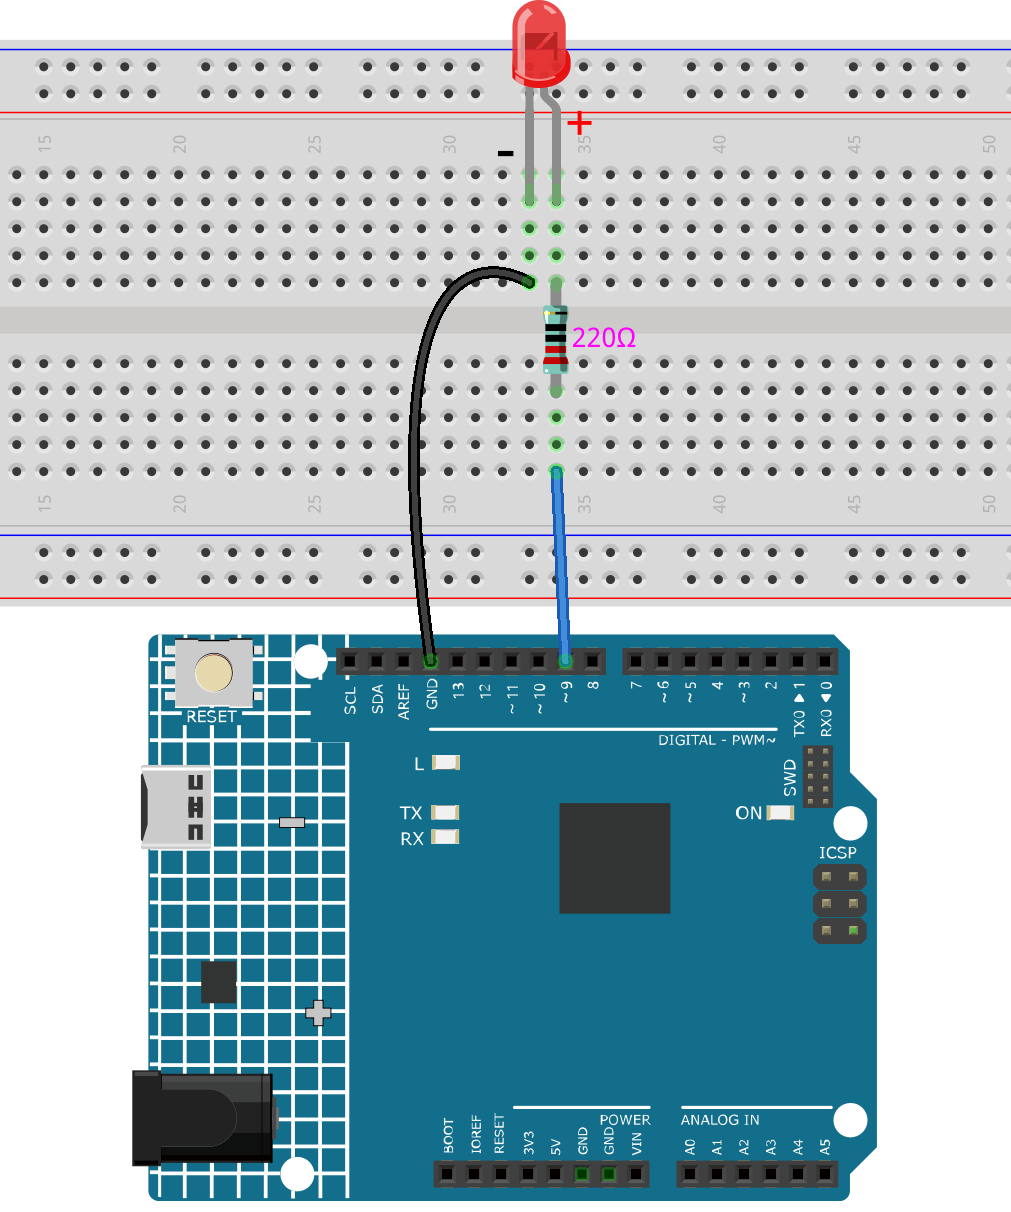 +
-
15 20 25 30 35 40 45 50
220Ω
15 20 25 30 35 40 45 50
RESET
SCL SDA AREF GND 13 12 ~11 ~10 ~9 8 7 ~6 ~5 4 ~3 2 TX0 ▶ 1 RX0 ◀ 0
DIGITAL - PWM~
L
SWD
TX
RX
ON
ICSP
POWER
ANALOG IN
BOOT IOREF RESET 3V3 5V GND GND VIN A0 A1 A2 A3 A4 A5